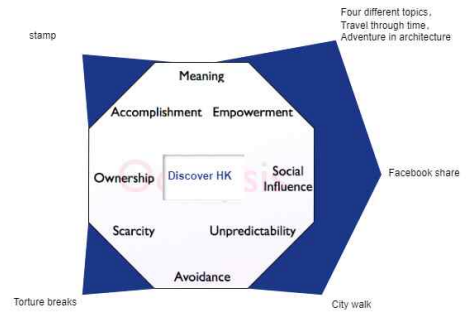 Four different topics,
Travel through time,
Adventure in architecture
stamp
Meaning
Accomplishment Empowerment
Ownership
Discover HK
Social
Influence
Facebook share
Scarcity
Unpredictability
Avoidance
Torture breaks
City walk